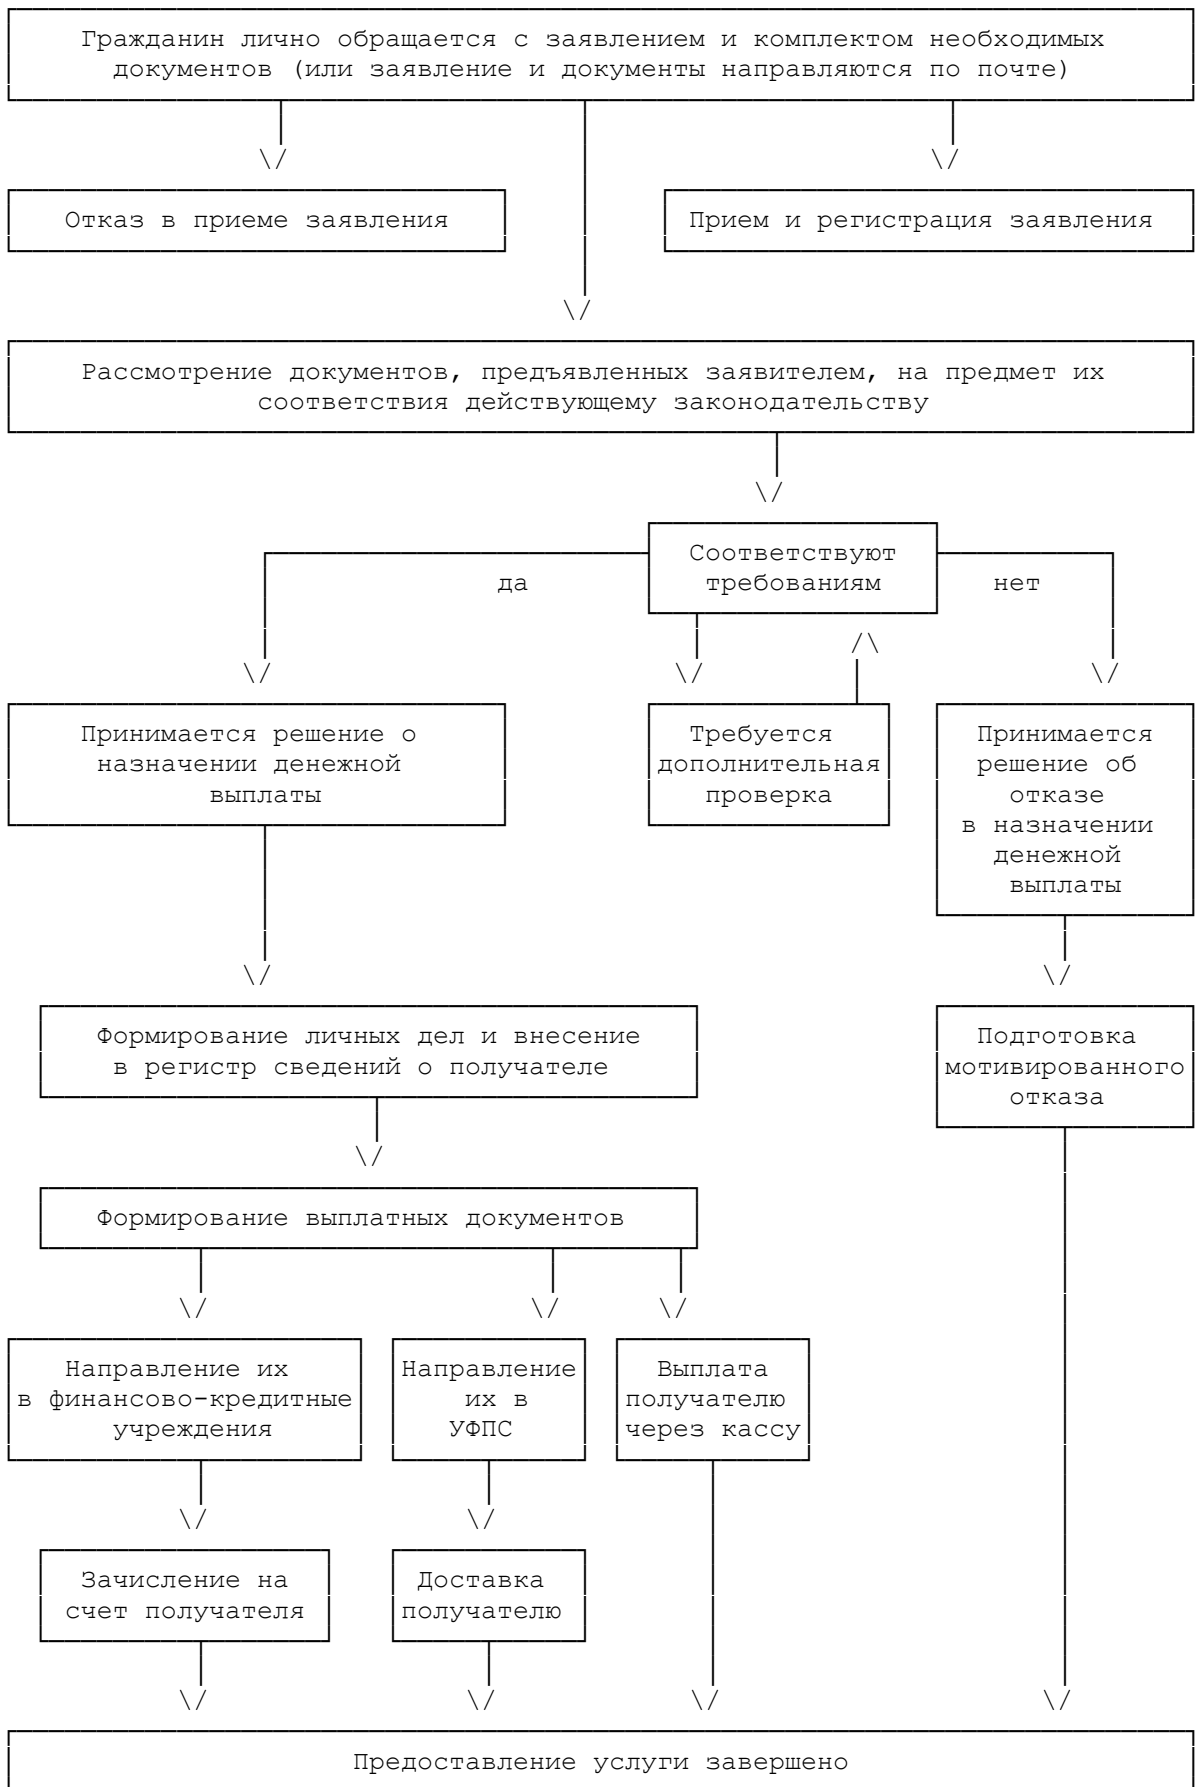 Гражданин лично обращается с заявлением и комплектом необходимых
документов (или заявление и документы направляются по почте)
Отказ в приеме заявления
Прием и регистрация заявления
Рассмотрение документов, предъявленных заявителем, на предмет их
соответствия действующему законодательству
Соответствуют
требованиям
да
нет
Принимается решение о
назначении денежной
выплаты
Требуется
дополнительная
проверка
Принимается
решение об
отказе
в назначении
денежной
выплаты
Формирование личных дел и внесение
в регистр сведений о получателе
Подготовка
мотивированного
отказа
Формирование выплатных документов
Направление их
в финансово-кредитные
учреждения
Направление
их в
УФПС
Выплата
получателю
через кассу
Зачисление на
счет получателя
Доставка
получателю
Предоставление услуги завершено